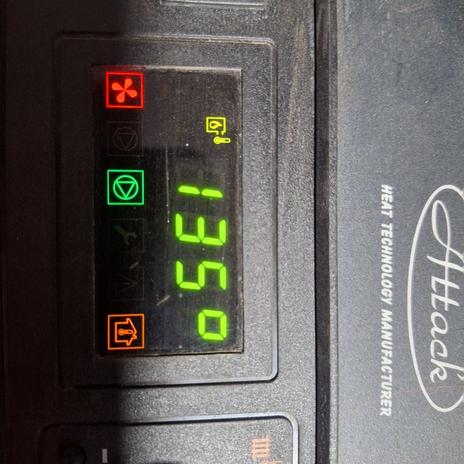 135°
Attack
HEAT TECHNOLOGY MANUFACTURER